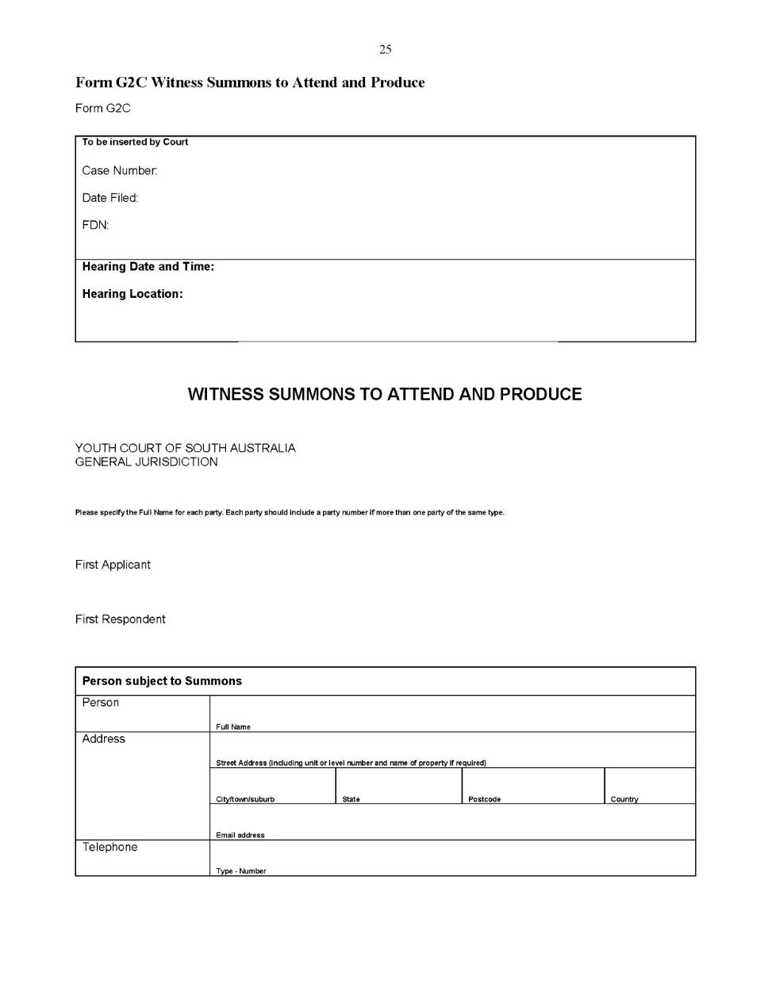 25
Form G2C Witness Summons to Attend and Produce
Form G2C
To be inserted by Court
Case Number:
Date Filed:
FDN:
Hearing Date and Time:
Hearing Location:
WITNESS SUMMONS TO ATTEND AND PRODUCE
YOUTH COURT OF SOUTH AUSTRALIA
GENERAL JURISDICTION
Please specify the Full Name for each party. Each party should include a party number if more than one party of the same type.
First Applicant
First Respondent
Person subject to Summons
Person
Full Name
Address
Street Address (including unit or level number and name of property if required)
City/town/suburb State Postcode Country
Email address
Telephone
Type - Number